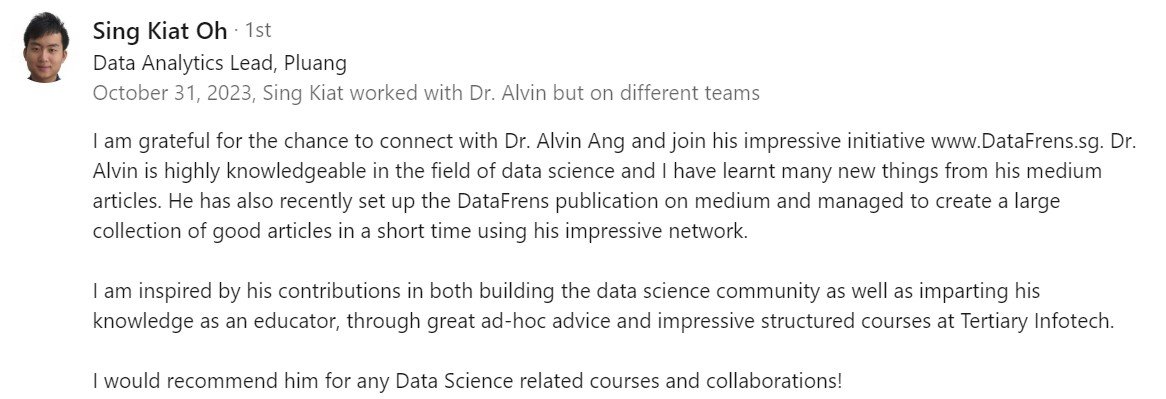 Sing Kiat Oh · 1st
Data Analytics Lead, Pluang
October 31, 2023, Sing Kiat worked with Dr. Alvin but on different teams
I am grateful for the chance to connect with Dr. Alvin Ang and join his impressive initiative www.DataFrens.sg. Dr.
Alvin is highly knowledgeable in the field of data science and I have learnt many new things from his medium
articles. He has also recently set up the DataFrens publication on medium and managed to create a large
collection of good articles in a short time using his impressive network.
I am inspired by his contributions in both building the data science community as well as imparting his
knowledge as an educator, through great ad-hoc advice and impressive structured courses at Tertiary Infotech.
I would recommend him for any Data Science related courses and collaborations!